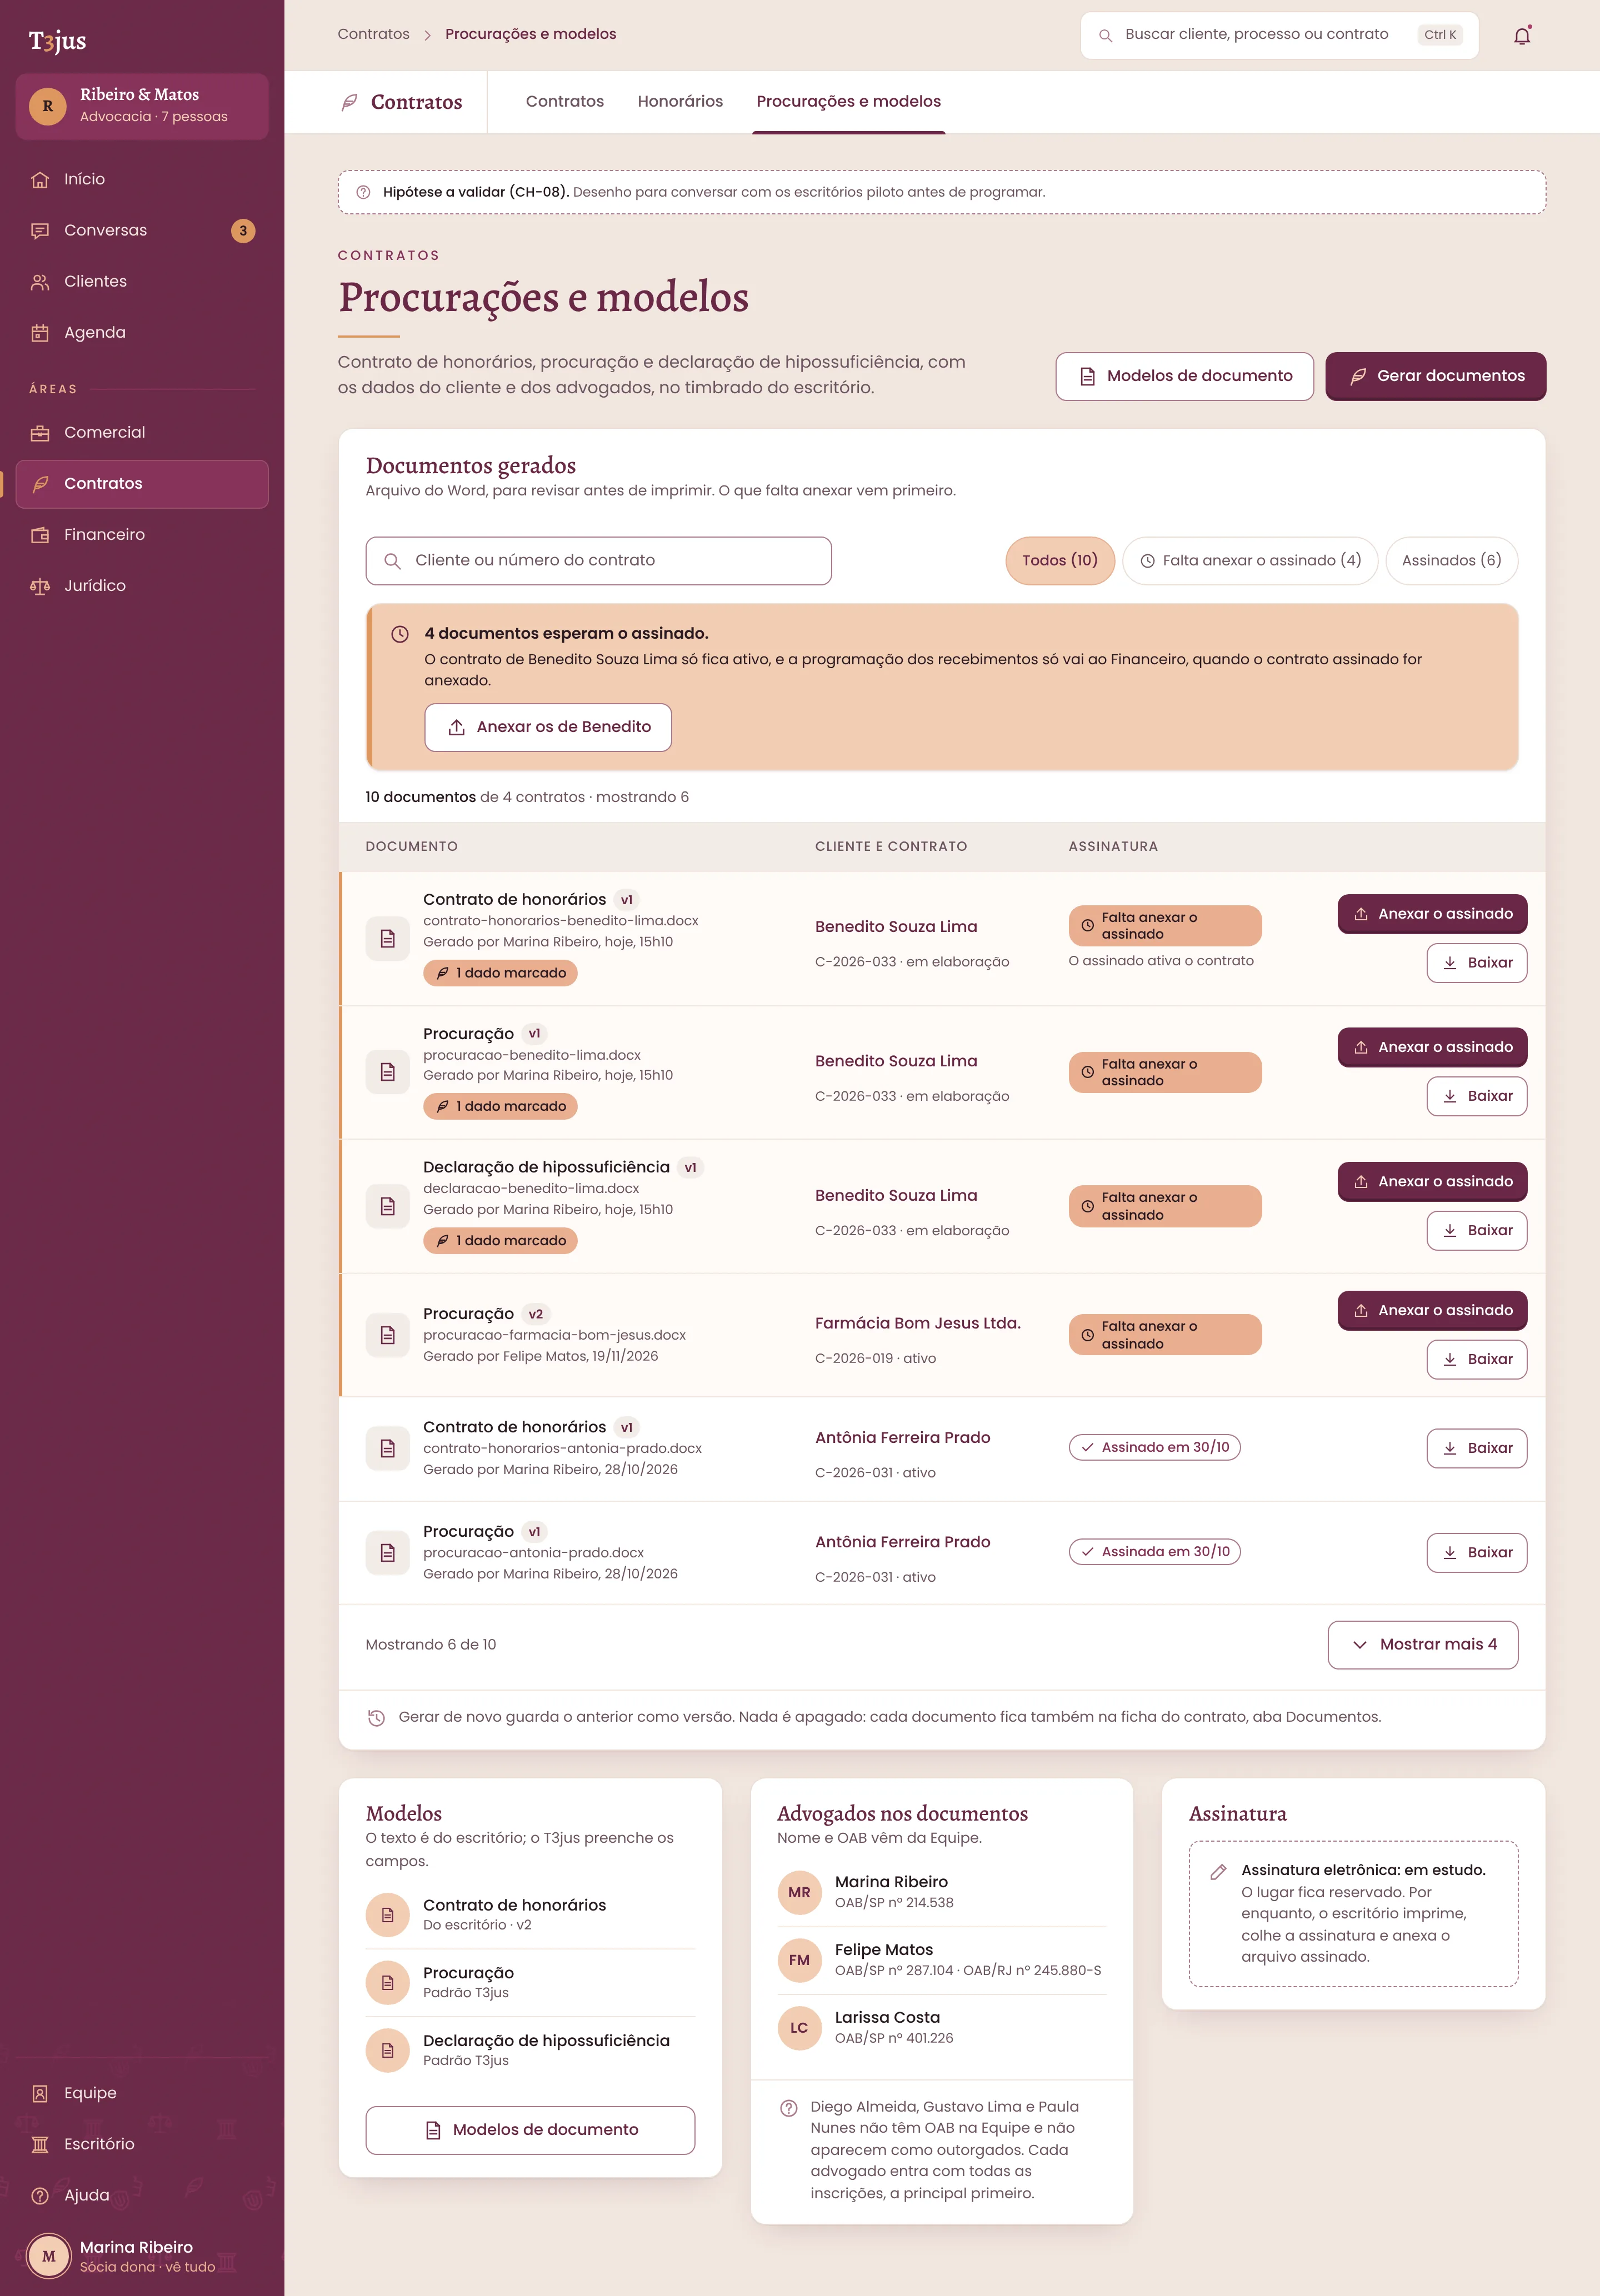 T3jus
R
Ribeiro & Matos
Advocacia · 7 pessoas
Início
Conversas
3
Clientes
Agenda
ÁREAS
Comercial
Contratos
Financeiro
Jurídico
Equipe
Escritório
Ajuda
M
Marina Ribeiro
Sócia dona · vê tudo
Contratos
Procurações e modelos
Buscar cliente, processo ou contrato
Ctrl K
Contratos
Contratos
Honorários
Procurações e modelos
Hipótese a validar (CH-08). Desenho para conversar com os escritórios piloto antes de programar.
CONTRATOS
Procurações e modelos
Contrato de honorários, procuração e declaração de hipossuficiência, com
os dados do cliente e dos advogados, no timbrado do escritório.
Modelos de documento
Gerar documentos
Documentos gerados
Arquivo do Word, para revisar antes de imprimir. O que falta anexar vem primeiro.
Cliente ou número do contrato
Todos (10)
Falta anexar o assinado (4)
Assinados (6)
4 documentos esperam o assinado.
O contrato de Benedito Souza Lima só fica ativo, e a programação dos recebimentos só vai ao Financeiro, quando o contrato assinado for
anexado.
Anexar os de Benedito
10 documentos de 4 contratos · mostrando 6
DOCUMENTO
CLIENTE E CONTRATO
ASSINATURA
Contrato de honorários v1
contrato-honorarios-benedito-lima.docx
Gerado por Marina Ribeiro, hoje, 15h10
1 dado marcado
Benedito Souza Lima
C-2026-033 · em elaboração
Falta anexar o
assinado
O assinado ativa o contrato
Anexar o assinado
Baixar
Procuração v1
procuracao-benedito-lima.docx
Gerado por Marina Ribeiro, hoje, 15h10
1 dado marcado
Benedito Souza Lima
C-2026-033 · em elaboração
Falta anexar o
assinado
Anexar o assinado
Baixar
Declaração de hipossuficiência v1
declaracao-benedito-lima.docx
Gerado por Marina Ribeiro, hoje, 15h10
1 dado marcado
Benedito Souza Lima
C-2026-033 · em elaboração
Falta anexar o
assinado
Anexar o assinado
Baixar
Procuração v2
procuracao-farmacia-bom-jesus.docx
Gerado por Felipe Matos, 19/11/2026
Farmácia Bom Jesus Ltda.
C-2026-019 · ativo
Falta anexar o
assinado
Anexar o assinado
Baixar
Contrato de honorários v1
contrato-honorarios-antonia-prado.docx
Gerado por Marina Ribeiro, 28/10/2026
Antônia Ferreira Prado
C-2026-031 · ativo
Assinado em 30/10
Baixar
Procuração v1
procuracao-antonia-prado.docx
Gerado por Marina Ribeiro, 28/10/2026
Antônia Ferreira Prado
C-2026-031 · ativo
Assinada em 30/10
Baixar
Mostrando 6 de 10
Mostrar mais 4
Gerar de novo guarda o anterior como versão. Nada é apagado: cada documento fica também na ficha do contrato, aba Documentos.
Modelos
O texto é do escritório; o T3jus preenche os
campos.
Contrato de honorários
Do escritório · v2
Procuração
Padrão T3jus
Declaração de hipossuficiência
Padrão T3jus
Modelos de documento
Advogados nos documentos
Nome e OAB vêm da Equipe.
MR
Marina Ribeiro
OAB/SP nº 214.538
FM
Felipe Matos
OAB/SP nº 287.104 · OAB/RJ nº 245.880-S
LC
Larissa Costa
OAB/SP nº 401.226
Diego Almeida, Gustavo Lima e Paula
Nunes não têm OAB na Equipe e não
aparecem como outorgados. Cada
advogado entra com todas as
inscrições, a principal primeiro.
Assinatura
Assinatura eletrônica: em estudo.
O lugar fica reservado. Por
enquanto, o escritório imprime,
colhe a assinatura e anexa o
arquivo assinado.